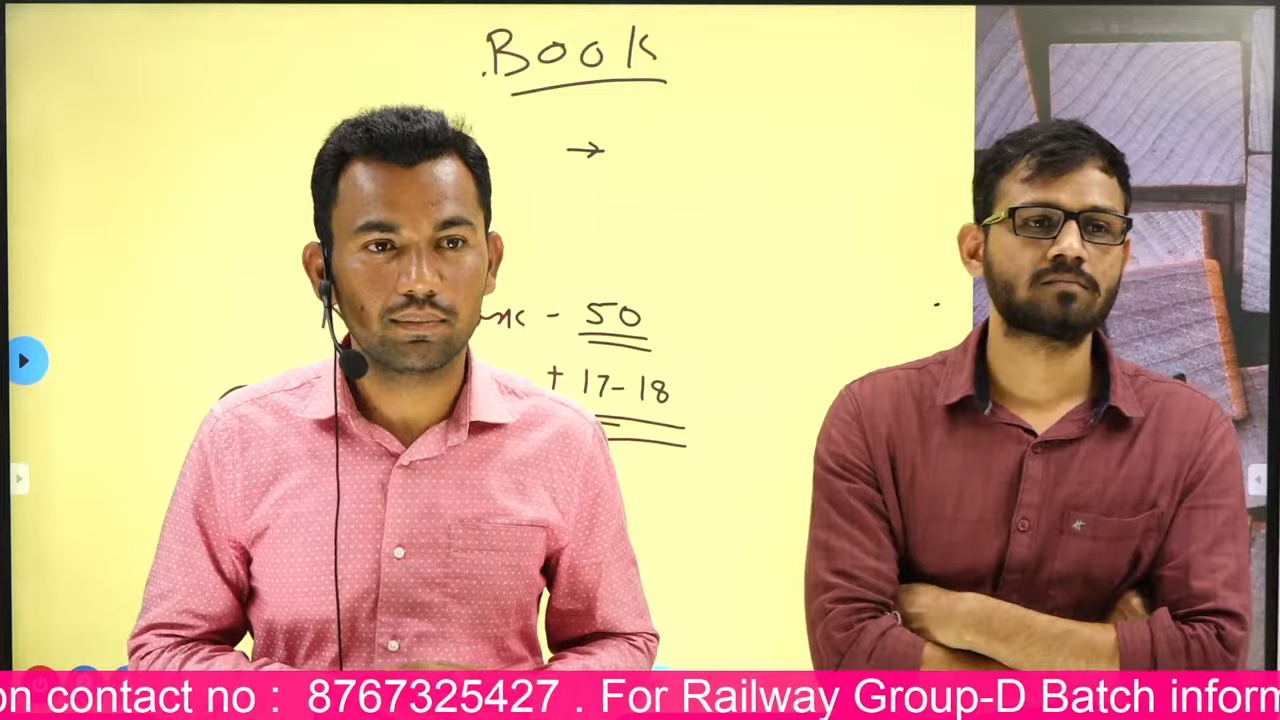 Book
→
- 50
+ 17-18
on contact no : 8767325427 . For Railway Group-D Batch inform